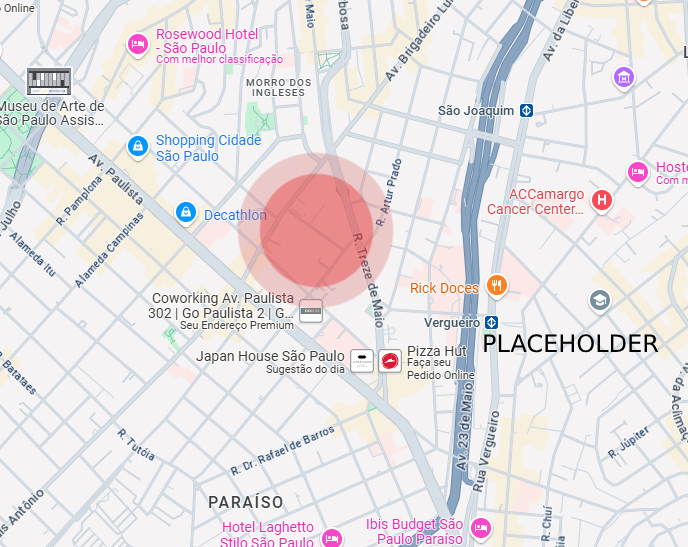 Online
Maior
bosa
Rosewood Hotel
- São Paulo
Com melhor classificação
Av. Brigadeiro Lu
Av. da Liber
MORRO DOS
INGLESES
Museu de Arte de
São Paulo Assis...
São Joaquim
Shopping Cidade
São Paulo
Av. Paulista
R. Pamplona
R. Artur Prado
Hoste
Com m
ACCamargo
Cancer Center...
H
Decathlon
Julho
Alameda Itu
Alameda Campinas
R. Treze de Maio
Rick Doces
Coworking Av. Paulista
302 | Go Paulista 2 | G...
Seu Endereço Premium
Vergueiro
PLACEHOLDER
Japan House São Paulo
Sugestão do dia
Pizza Hut
Faça seu
Pedido Online
R. Batataes
Av. 23 de Maio
Rua Vergueiro
da Aclimaç
R. Tutóia
R. Dr. Rafael de Barros
R. Júpiter
PARAÍSO
is Antônio
Hotel Laghetto
Stilo São Paulo
Ibis Budget São
Paulo Paraíso
R. Chuí